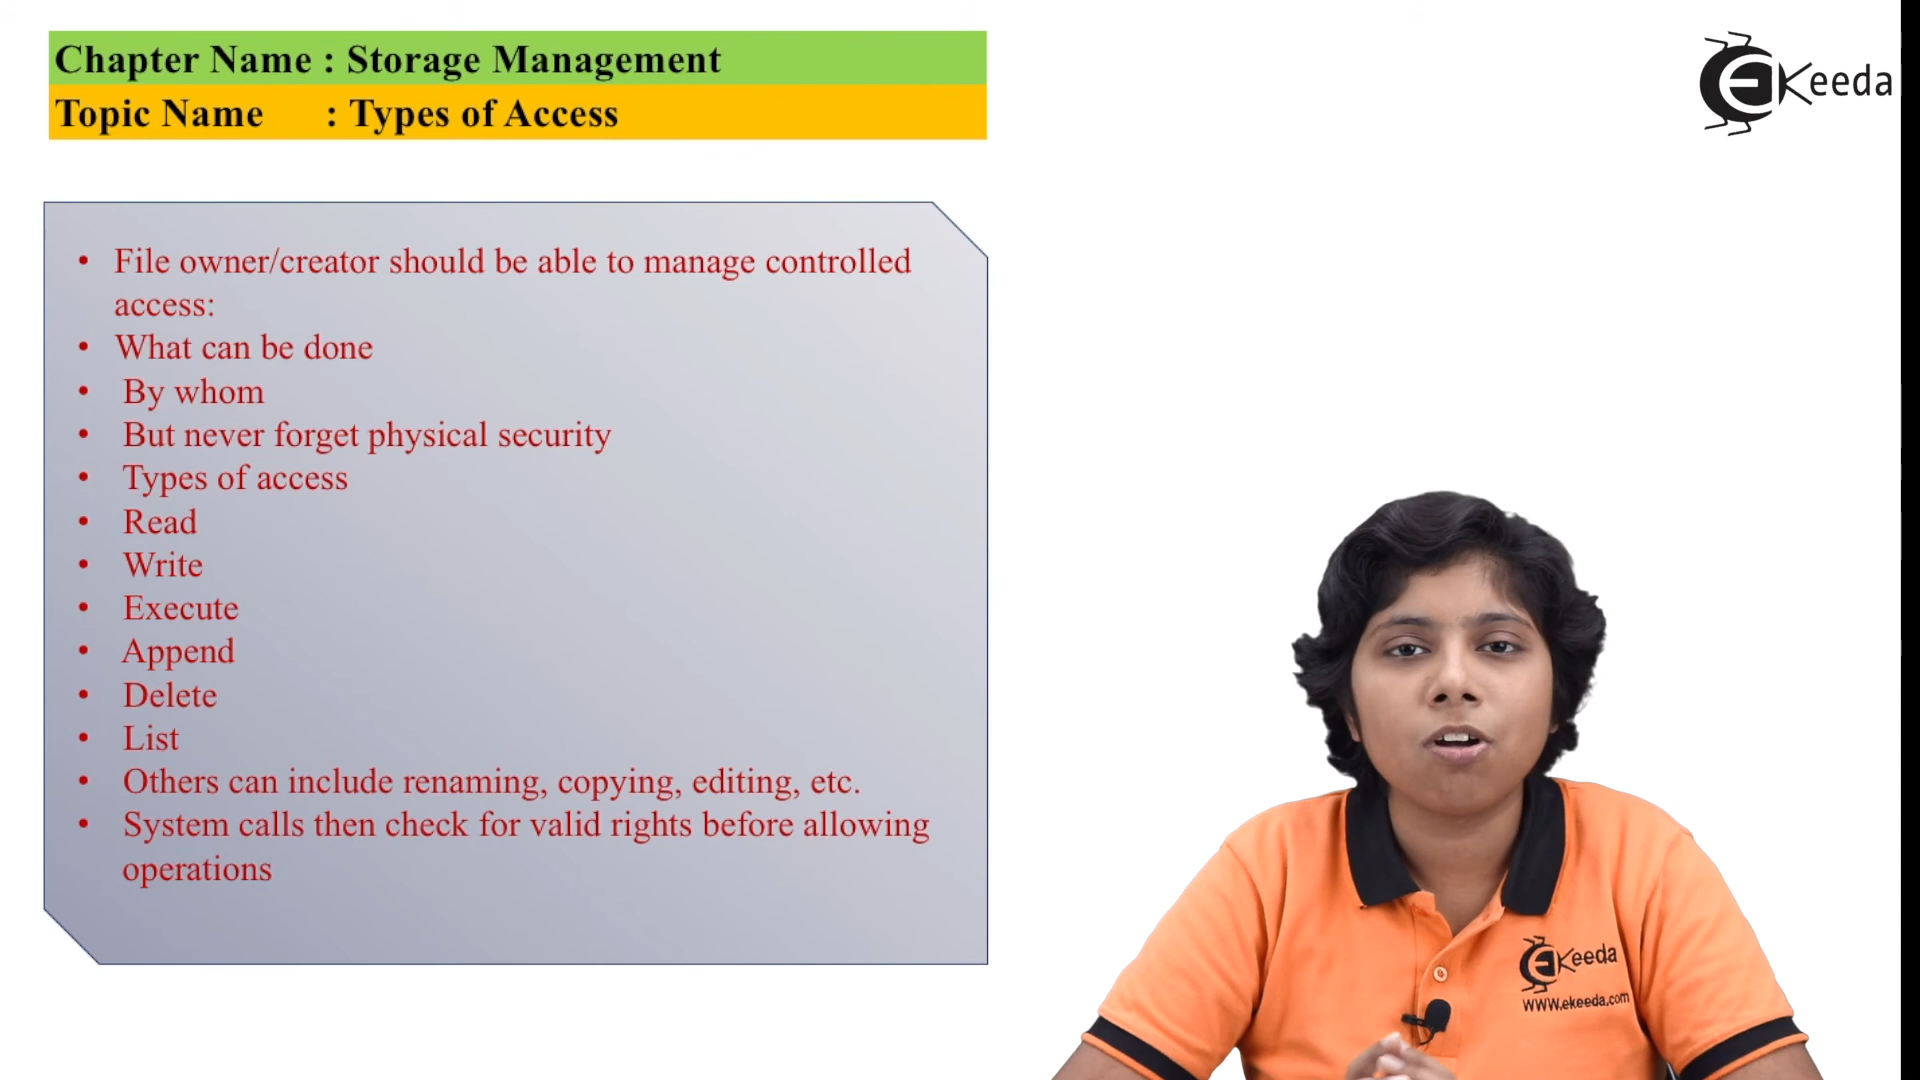 Chapter Name : Storage Management
Topic Name : Types of Access
EKeeda
• File owner/creator should be able to manage controlled
access:
• What can be done
• By whom
• But never forget physical security
• Types of access
• Read
• Write
• Execute
• Append
• Delete
• List
• Others can include renaming, copying, editing, etc.
• System calls then check for valid rights before allowing
operations
EKeeda
WWW.ekeeda.com